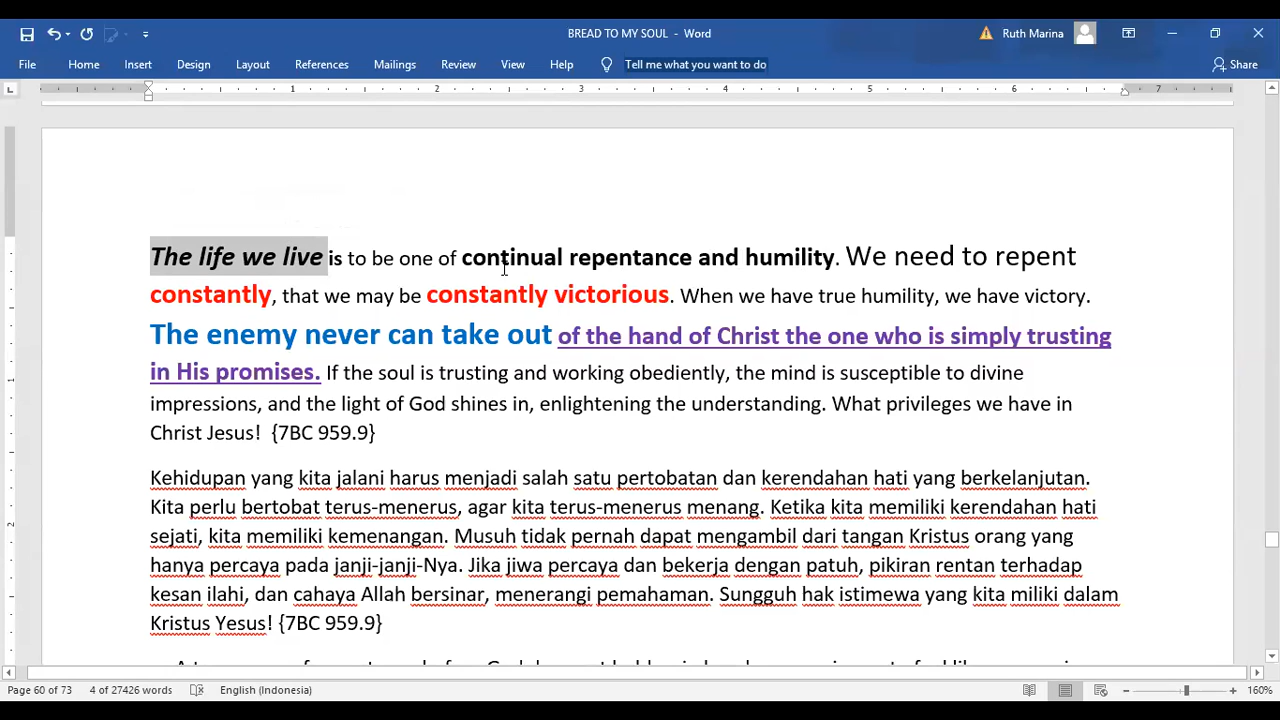 BREAD TO MY SOUL - Word
Ruth Marina
File Home Insert Design Layout References Mailings Review View Help Tell me what you want to do Share
1 2 3 4 5 6 7
The life we live is to be one of continual repentance and humility. We need to repent
constantly, that we may be constantly victorious. When we have true humility, we have victory.
The enemy never can take out of the hand of Christ the one who is simply trusting
in His promises. If the soul is trusting and working obediently, the mind is susceptible to divine
impressions, and the light of God shines in, enlightening the understanding. What privileges we have in
Christ Jesus! {7BC 959.9}
Kehidupan yang kita jalani harus menjadi salah satu pertobatan dan kerendahan hati yang berkelanjutan.
Kita perlu bertobat terus-menerus, agar kita terus-menerus menang. Ketika kita memiliki kerendahan hati
sejati, kita memiliki kemenangan. Musuh tidak pernah dapat mengambil dari tangan Kristus orang yang
hanya percaya pada janji-janji-Nya. Jika jiwa percaya dan bekerja dengan patuh, pikiran rentan terhadap
kesan ilahi, dan cahaya Allah bersinar, menerangi pemahaman. Sungguh hak istimewa yang kita miliki dalam
Kristus Yesus! {7BC 959.9}
Page 60 of 73 4 of 27426 words English (Indonesia) 160%